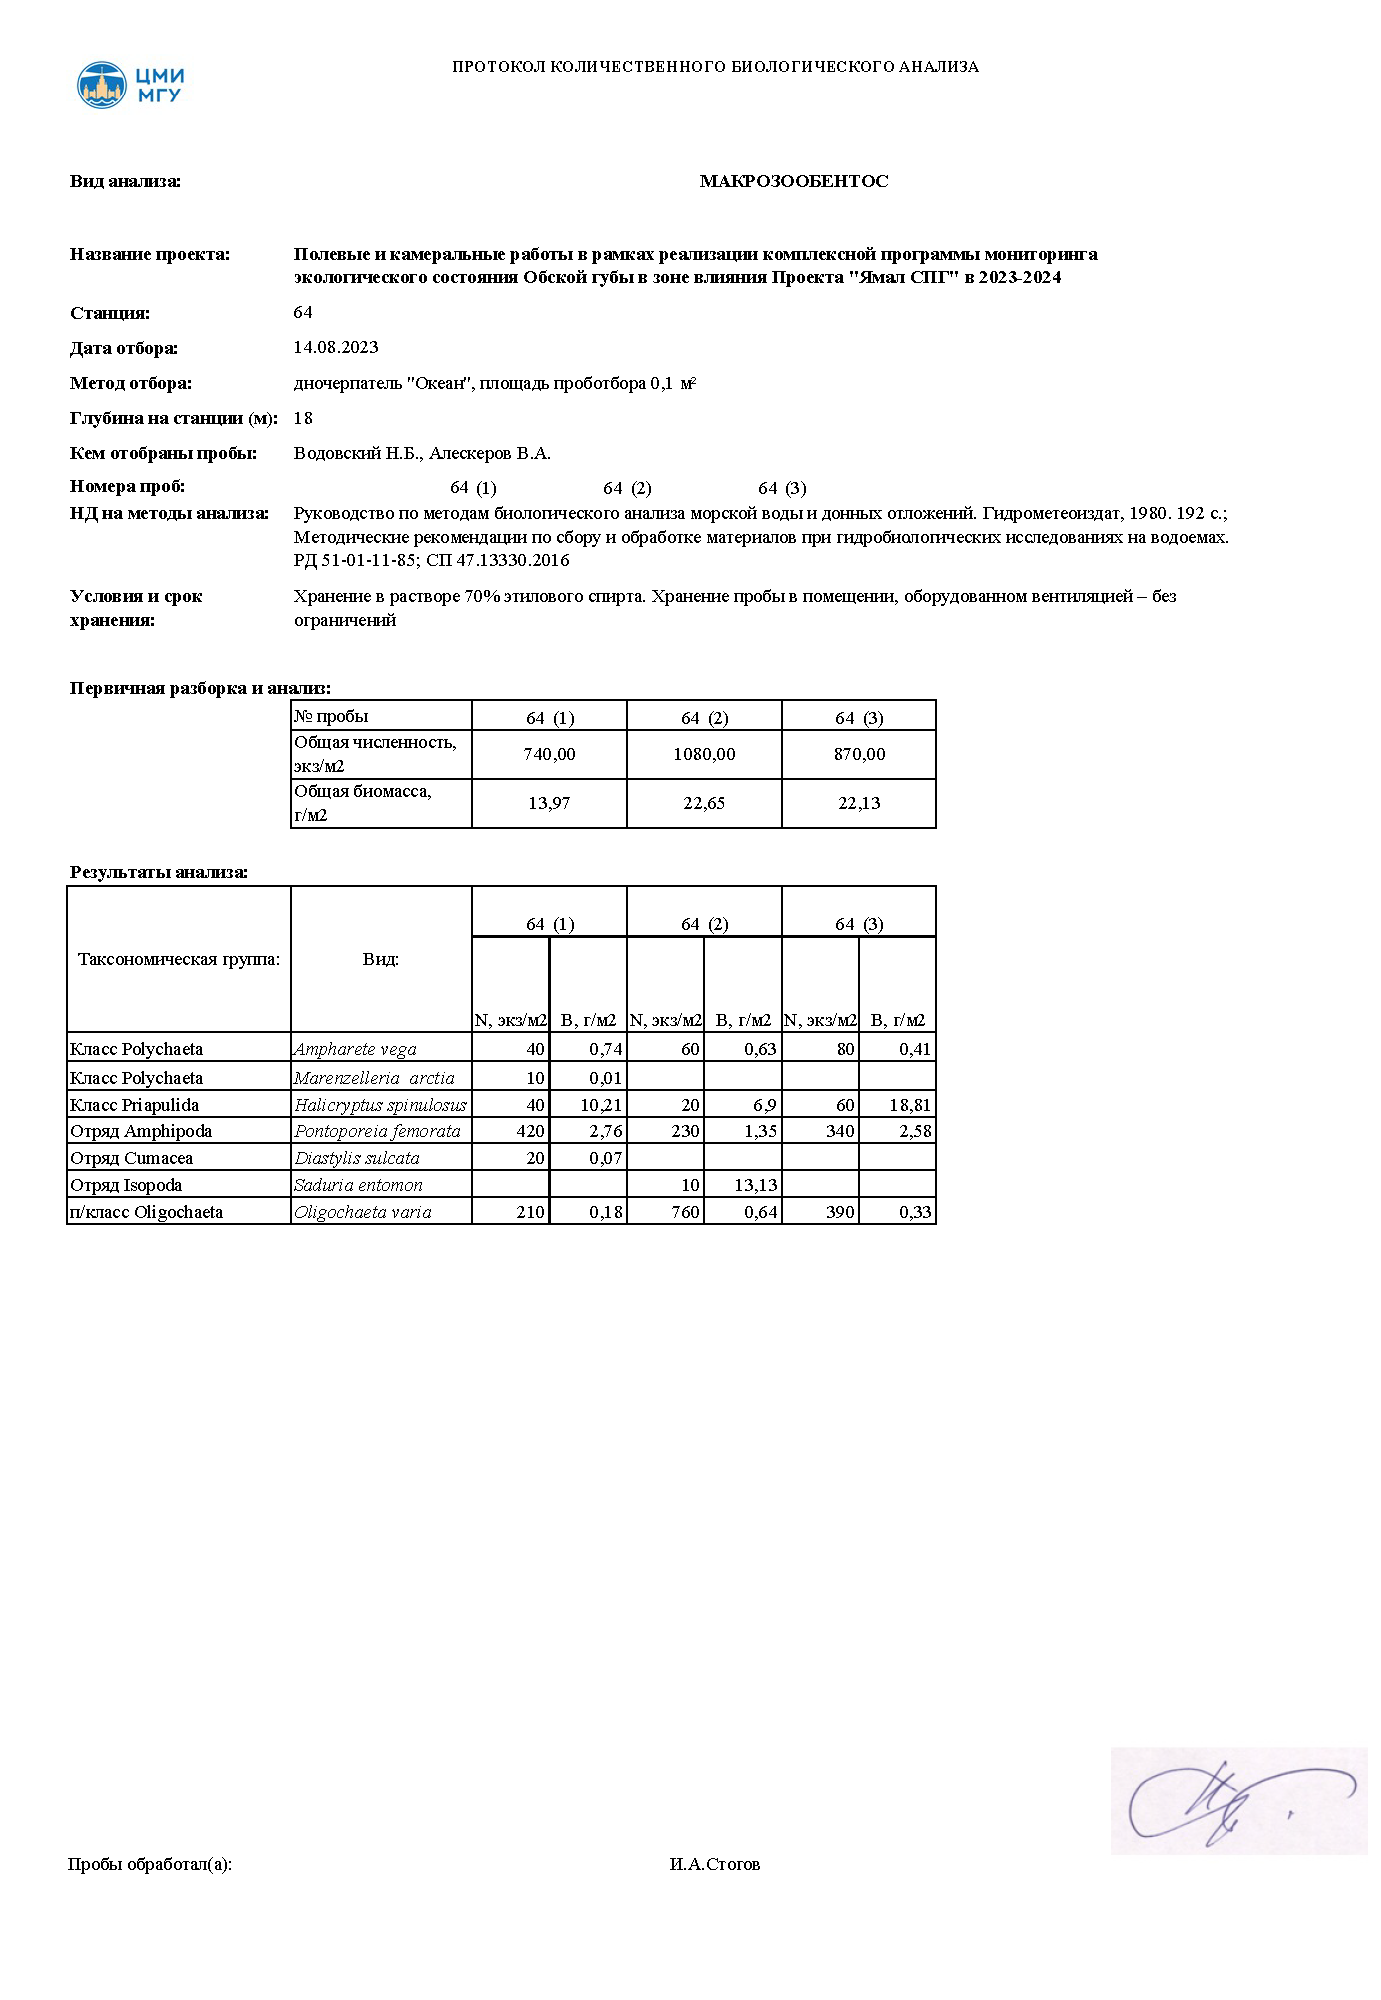 ЦМИ
МГУ
ПРОТОКОЛ КОЛИЧЕСТВЕННОГО БИОЛОГИЧЕСКОГО АНАЛИЗА
Вид анализа: МАКРОЗООБЕНТОС
Название проекта: Полевые и камеральные работы в рамках реализации комплексной программы мониторинга
экологического состояния Обской губы в зоне влияния Проекта "Ямал СПГ" в 2023-2024
Станция: 64
Дата отбора: 14.08.2023
Метод отбора: дночерпатель "Океан", площадь проботбора 0,1 м²
Глубина на станции (м): 18
Кем отобраны пробы: Водовский Н.Б., Алескеров В.А.
Номера проб: 64 (1) 64 (2) 64 (3)
НД на методы анализа: Руководство по методам биологического анализа морской воды и донных отложений. Гидрометеоиздат, 1980. 192 с.;
Методические рекомендации по сбору и обработке материалов при гидробиологических исследованиях на водоемах.
РД 51-01-11-85; СП 47.13330.2016
Условия и срок Хранение в растворе 70% этилового спирта. Хранение пробы в помещении, оборудованном вентиляцией – без
хранения: ограничений
Первичная разборка и анализ:
№ пробы 64 (1) 64 (2) 64 (3)
Общая численность,
экз/м2 740,00 1080,00 870,00
Общая биомасса,
г/м2 13,97 22,65 22,13
Результаты анализа:
64 (1) 64 (2) 64 (3)
Таксономическая группа: Вид:
N, экз/м2 B, г/м2 N, экз/м2 B, г/м2 N, экз/м2 B, г/м2
Класс Polychaeta Ampharete vega 40 0,74 60 0,63 80 0,41
Класс Polychaeta Marenzelleria arctia 10 0,01
Класс Priapulida Halicryptus spinulosus 40 10,21 20 6,9 60 18,81
Отряд Amphipoda Pontoporeia femorata 420 2,76 230 1,35 340 2,58
Отряд Cumacea Diastylis sulcata 20 0,07
Отряд Isopoda Saduria entomon 10 13,13
п/класс Oligochaeta Oligochaeta varia 210 0,18 760 0,64 390 0,33
Пробы обработал(а): И.А.Стогов